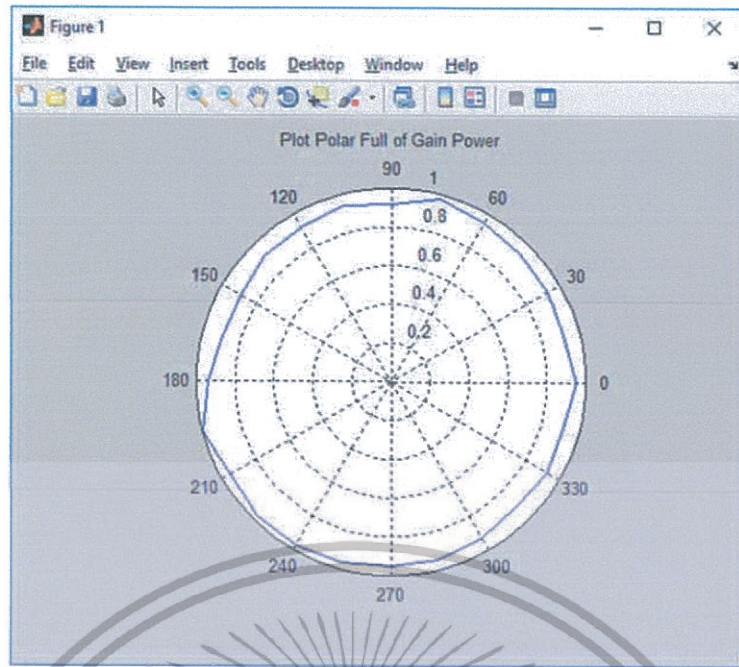 Figure 1
File Edit View Insert Tools Desktop Window Help
Plot Polar Full of Gain Power
90
120 1 60
0.8
0.6
150 0.4 30
0.2
180 0
210 330
240 300
270